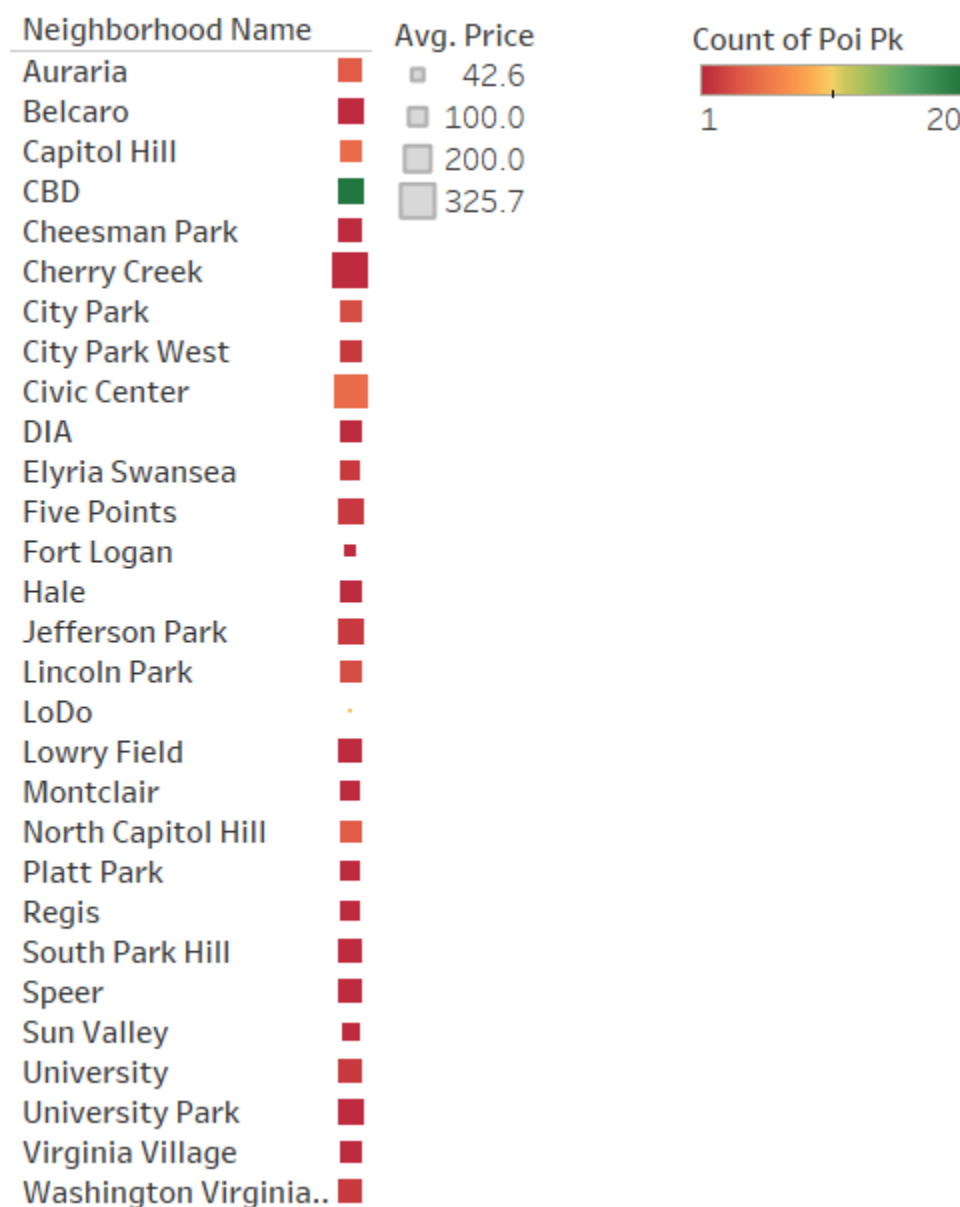 Neighborhood Name
Auraria
Belcaro
Capitol Hill
CBD
Cheesman Park
Cherry Creek
City Park
City Park West
Civic Center
DIA
Elyria Swansea
Five Points
Fort Logan
Hale
Jefferson Park
Lincoln Park
LoDo
Lowry Field
Montclair
North Capitol Hill
Platt Park
Regis
South Park Hill
Speer
Sun Valley
University
University Park
Virginia Village
Washington Virginia..
Avg. Price
42.6
100.0
200.0
325.7
Count of Poi Pk
1 20